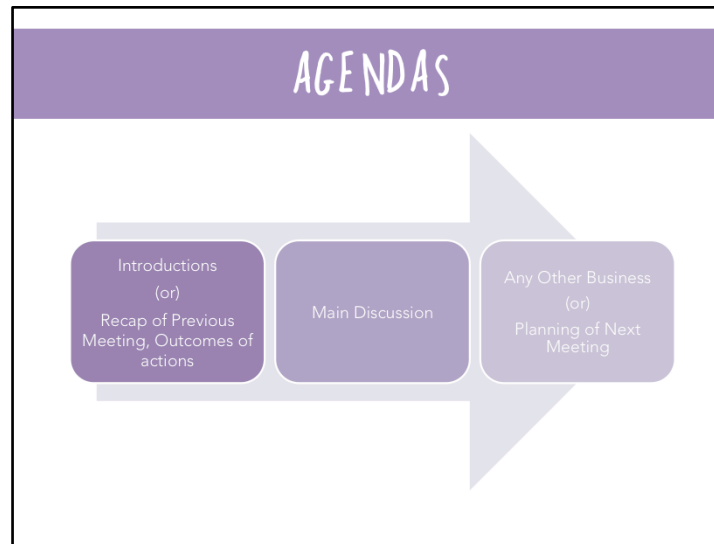 AGENDAS
Introductions
(or)
Recap of Previous
Meeting, Outcomes of
actions
Main Discussion
Any Other Business
(or)
Planning of Next
Meeting